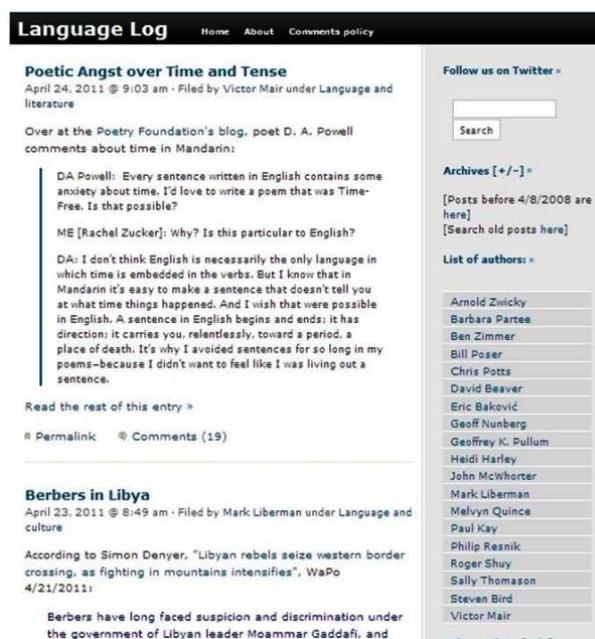 Language Log
Home About Comments policy
Poetic Angst over Time and Tense
April 24, 2011 @ 9:03 am · Filed by Victor Mair under Language and
literature
Over at the Poetry Foundation's blog, poet D. A. Powell
comments about time in Mandarin:
DA Powell: Every sentence written in English contains some
anxiety about time. I'd love to write a poem that was Time-
Free. Is that possible?
ME [Rachel Zucker]: Why? Is this particular to English?
DA: I don't think English is necessarily the only language in
which time is embedded in the verbs. But I know that in
Mandarin it's easy to make a sentence that doesn't tell you
at what time things happened. And I wish that were possible
in English. A sentence in English begins and ends; it has
direction; it carries you, relentlessly, toward a period, a
place of death. It's why I avoided sentences for so long in my
poems—because I didn't want to feel like I was living out a
sentence.
Read the rest of this entry »
Permalink Comments (19)
Berbers in Libya
April 23, 2011 @ 8:49 am · Filed by Mark Liberman under Language and
culture
According to Simon Denyer, "Libyan rebels seize western border
crossing, as fighting in mountains intensifies", WaPo
4/21/2011:
Berbers have long faced suspicion and discrimination under
the government of Libyan leader Moammar Gaddafi, and
Follow us on Twitter »
Search
Archives [+/-] »
[Posts before 4/8/2008 are
here]
[Search old posts here]
List of authors: »
Arnold Zwicky
Barbara Partee
Ben Zimmer
Bill Poser
Chris Potts
David Beaver
Eric Baković
Geoff Nunberg
Geoffrey K. Pullum
Heidi Harley
John McWhorter
Mark Liberman
Melvyn Quince
Paul Kay
Philip Resnik
Roger Shuy
Sally Thomason
Steven Bird
Victor Mair